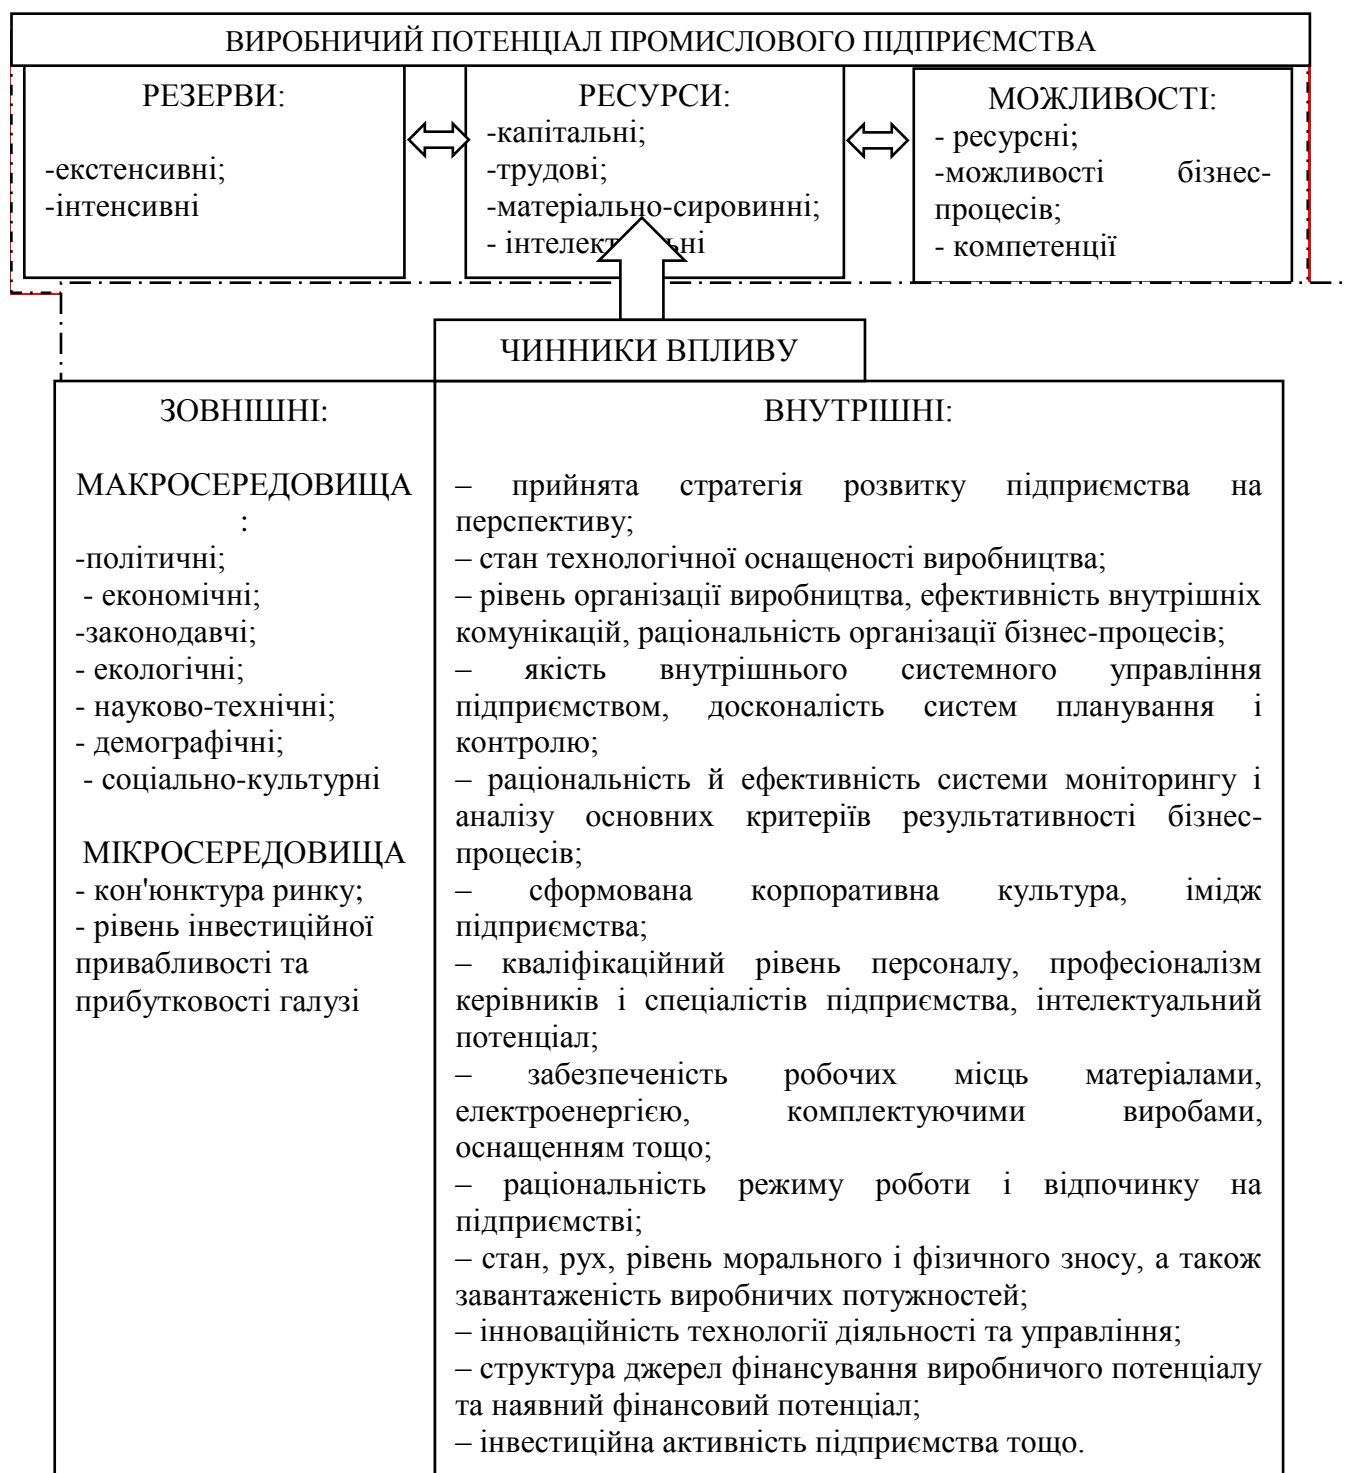 ВИРОБНИЧИЙ ПОТЕНЦІАЛ ПРОМИСЛОВОГО ПІДПРИЄМСТВА
РЕЗЕРВИ:
-екстенсивні;
-інтенсивні
РЕСУРСИ:
-капітальні;
-трудові;
-матеріально-сировинні;
- інтелект ні
МОЖЛИВОСТІ:
- ресурсні;
-можливості бізнес-
процесів;
- компетенції
ЧИННИКИ ВПЛИВУ
ЗОВНІШНІ:
МАКРОСЕРЕДОВИЩА
:
-політичні;
- економічні;
-законодавчі;
- екологічні;
- науково-технічні;
- демографічні;
- соціально-культурні
МІКРОСЕРЕДОВИЩА
- кон'юнктура ринку;
- рівень інвестиційної
привабливості та
прибутковості галузі
ВНУТРІШНІ:
– прийнята стратегія розвитку підприємства на
перспективу;
– стан технологічної оснащеності виробництва;
– рівень організації виробництва, ефективність внутрішніх
комунікацій, раціональність організації бізнес-процесів;
– якість внутрішнього системного управління
підприємством, досконалість систем планування і
контролю;
– раціональність й ефективність системи моніторингу і
аналізу основних критеріїв результативності бізнес-
процесів;
– сформована корпоративна культура, імідж
підприємства;
– кваліфікаційний рівень персоналу, професіоналізм
керівників і спеціалістів підприємства, інтелектуальний
потенціал;
– забезпеченість робочих місць матеріалами,
електроенергією, комплектуючими виробами,
оснащенням тощо;
– раціональність режиму роботи і відпочинку на
підприємстві;
– стан, рух, рівень морального і фізичного зносу, а також
завантаженість виробничих потужностей;
– інноваційність технології діяльності та управління;
– структура джерел фінансування виробничого потенціалу
та наявний фінансовий потенціал;
– інвестиційна активність підприємства тощо.